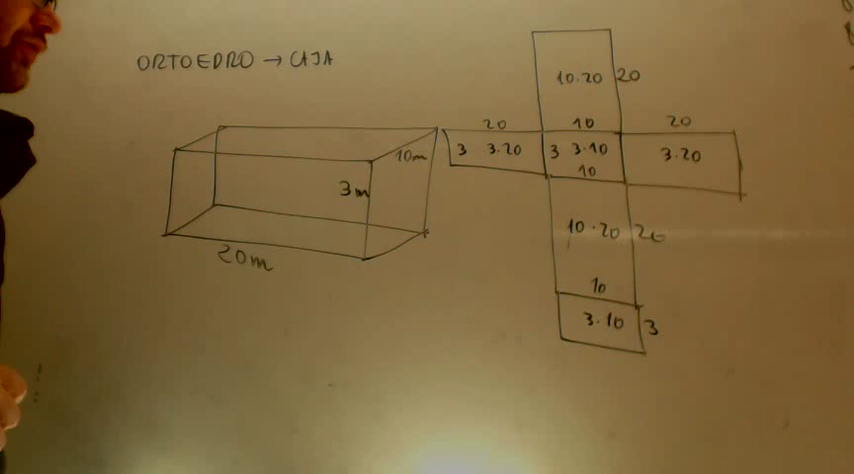 ORTOEDRO → CAJA
10m
3m
20m
10·20 20
20 10 20
3 3·20 3 3·10 3·20
10
10·20 20
10
3·10 3